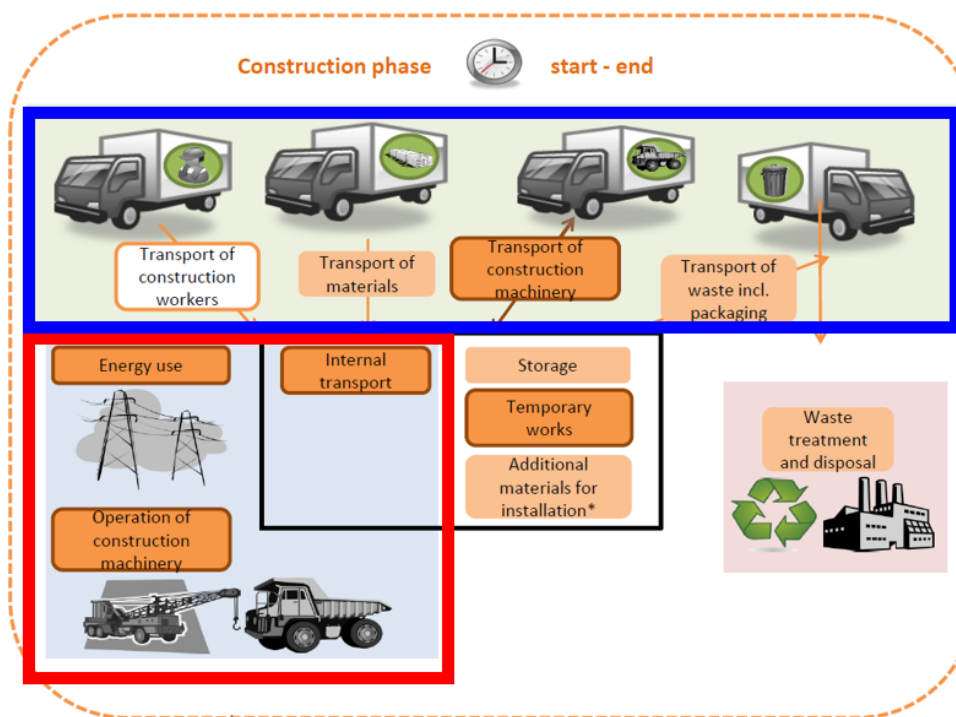 Construction phase start - end
Transport of
construction
workers
Transport of
materials
Transport of
construction
machinery
Transport of
waste incl.
packaging
Energy use
Internal
transport
Storage
Temporary
works
Additional
materials for
installation*
Waste
treatment
and disposal
Operation of
construction
machinery